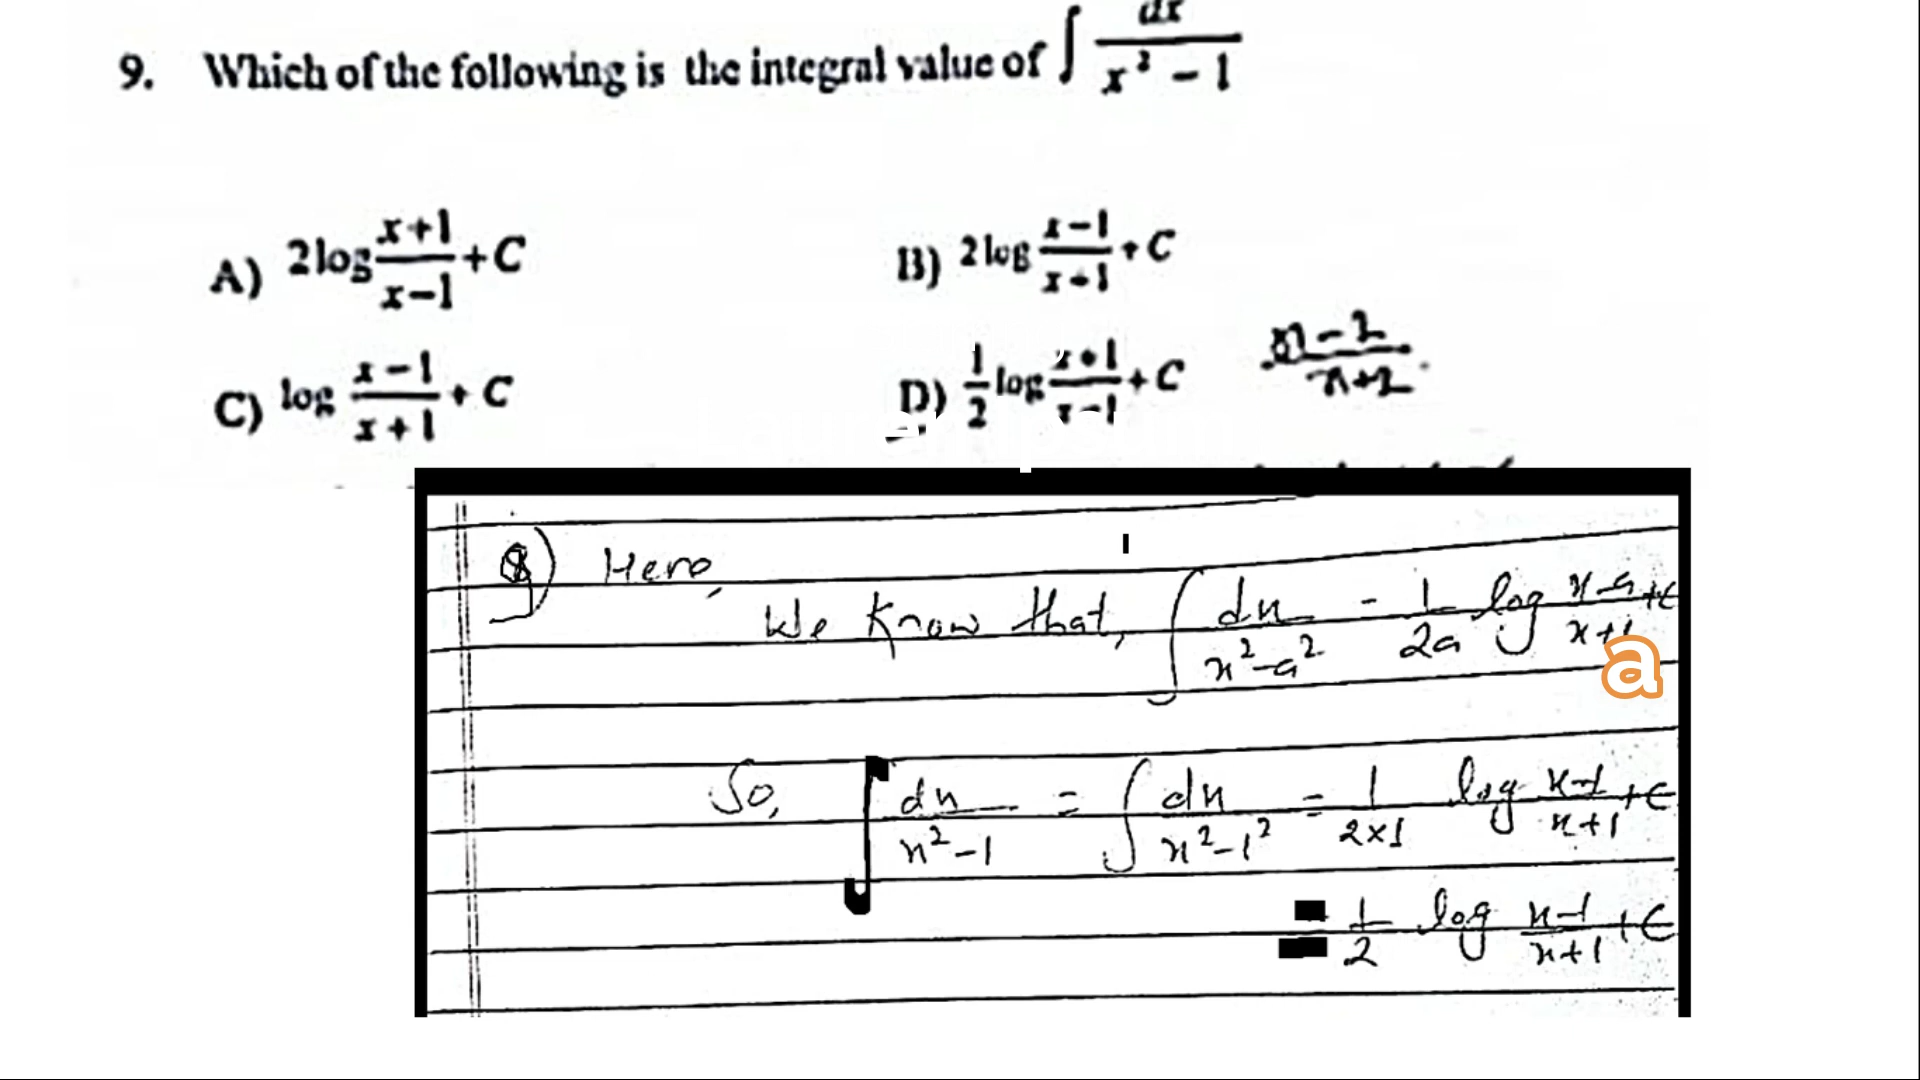 9. Which of the following is the integral value of ∫ dx / x² − 1
A) 2log x+1 / x−1 + C
B) 2log x−1 / x+1 + C
C) log x−1 / x+1 + C
D) 1/2 log x+1 / x−1 + C
9) Here,
We know that, ∫ dx / x²−a² = 1/2a log x−a / x+ a +c
So, ∫ dx / x²−1 = ∫ dx / x²−1² = 1/2×1 log x−1 / x+1 +c
= 1/2 log x−1 / x+1 +c